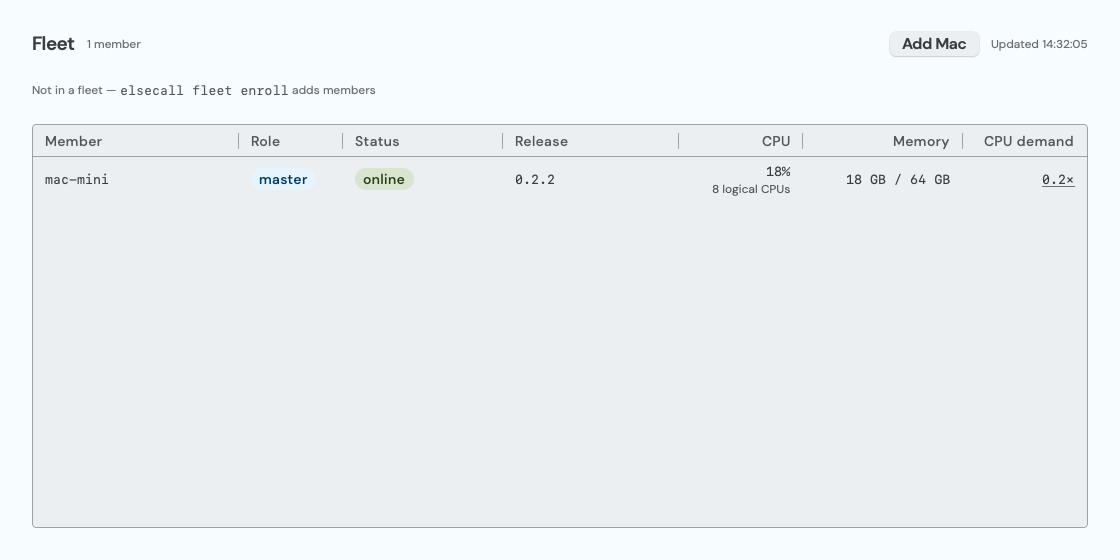 Fleet 1 member Add Mac Updated 14:32:05
Not in a fleet — elsecall fleet enroll adds members
Member Role Status Release CPU Memory CPU demand
mac-mini master online 0.2.2 18% 18 GB / 64 GB 0.2×
8 logical CPUs